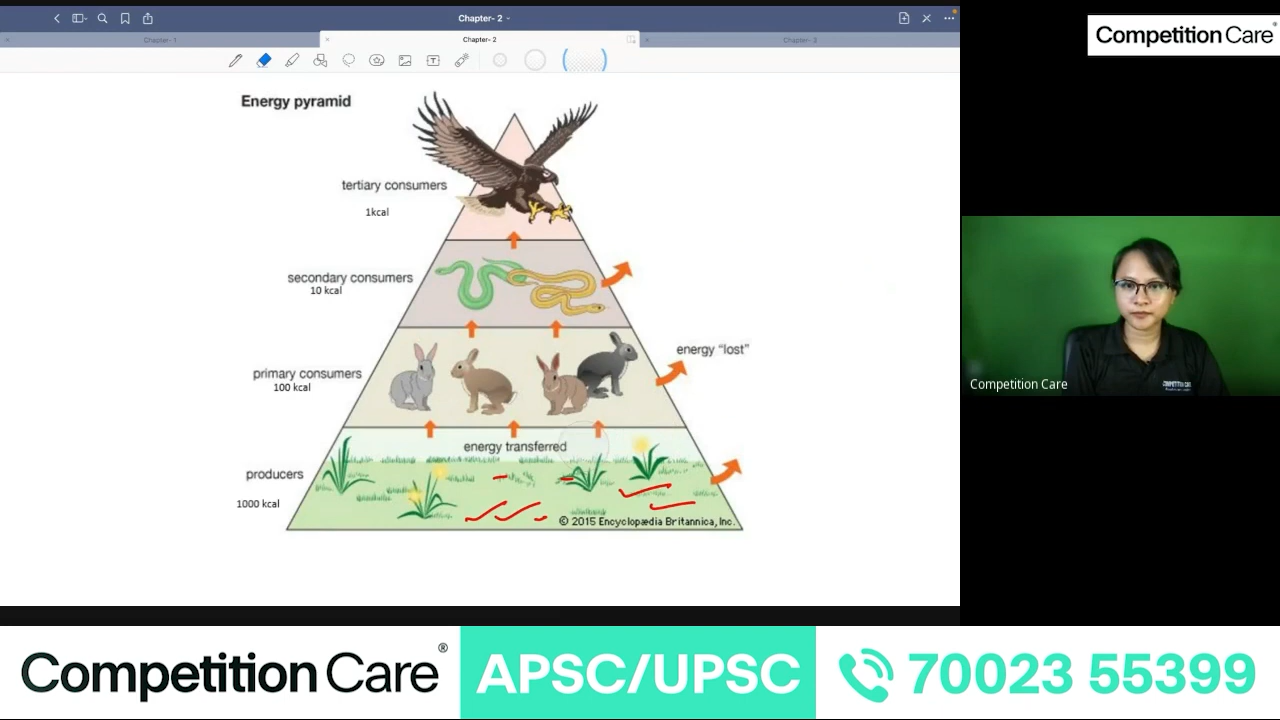 Chapter- 2
Chapter- 1
Chapter- 2
Chapter- 3
Competition Care®
Energy pyramid
tertiary consumers
1kcal
secondary consumers
10 kcal
energy "lost"
primary consumers
100 kcal
energy transferred
producers
1000 kcal
© 2015 Encyclopædia Britannica, Inc.
Competition Care
Competition Care®
APSC/UPSC
70023 55399